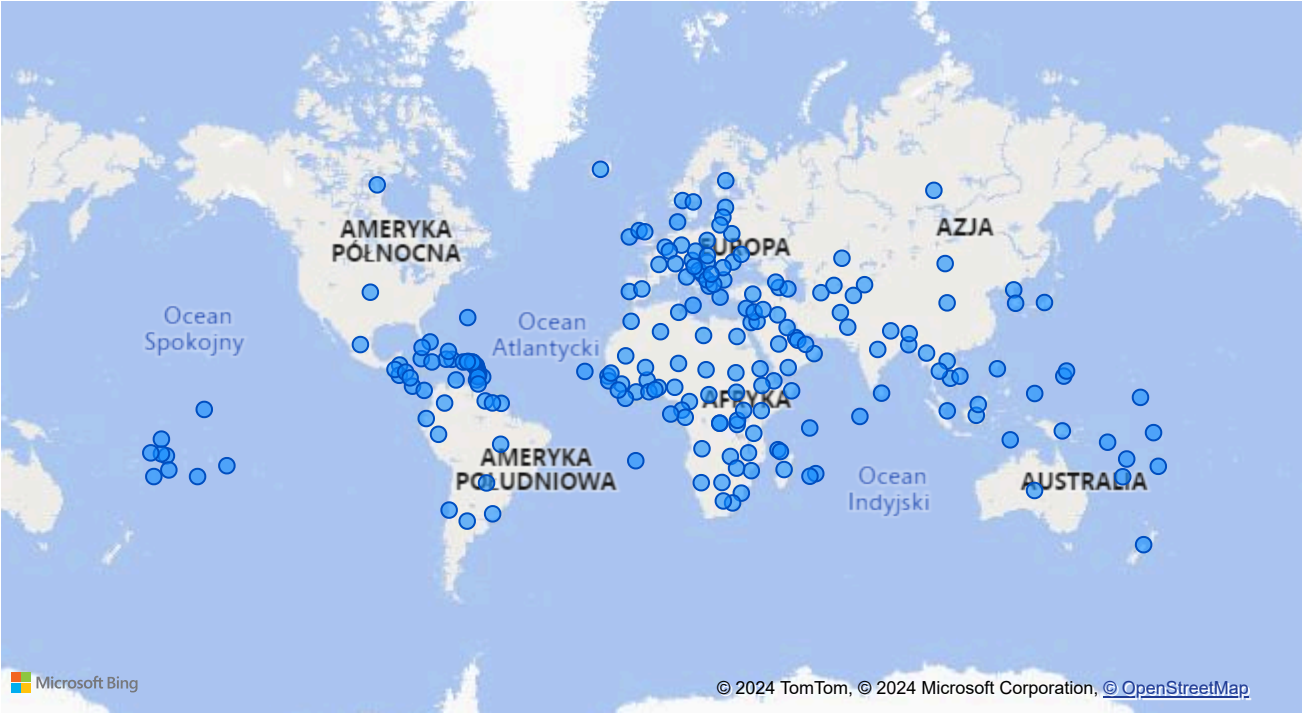 AZJA
AMERYKA
PÓŁNOCNA
EUROPA
Ocean
Spokojny
Ocean
Atlantycki
AFRYKA
AMERYKA
POŁUDNIOWA
Ocean
Indyjski
AUSTRALIA
Microsoft Bing
© 2024 TomTom, © 2024 Microsoft Corporation, © OpenStreetMap